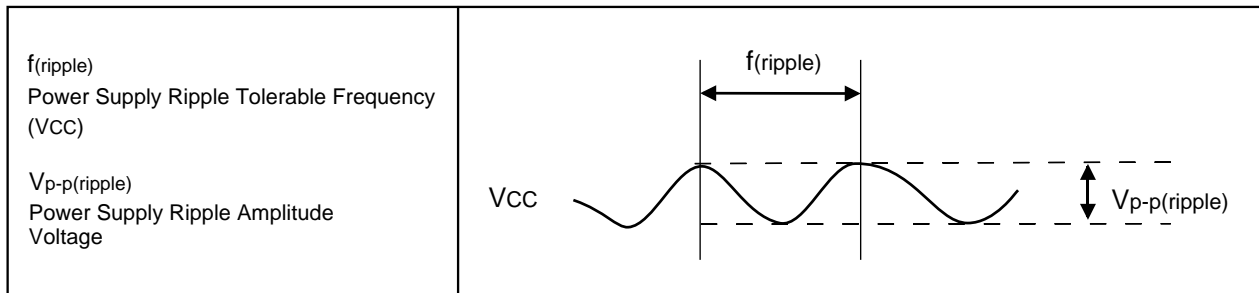 f(ripple)
Power Supply Ripple Tolerable Frequency
(VCC)
Vp-p(ripple)
Power Supply Ripple Amplitude
Voltage
f(ripple)
VCC
Vp-p(ripple)